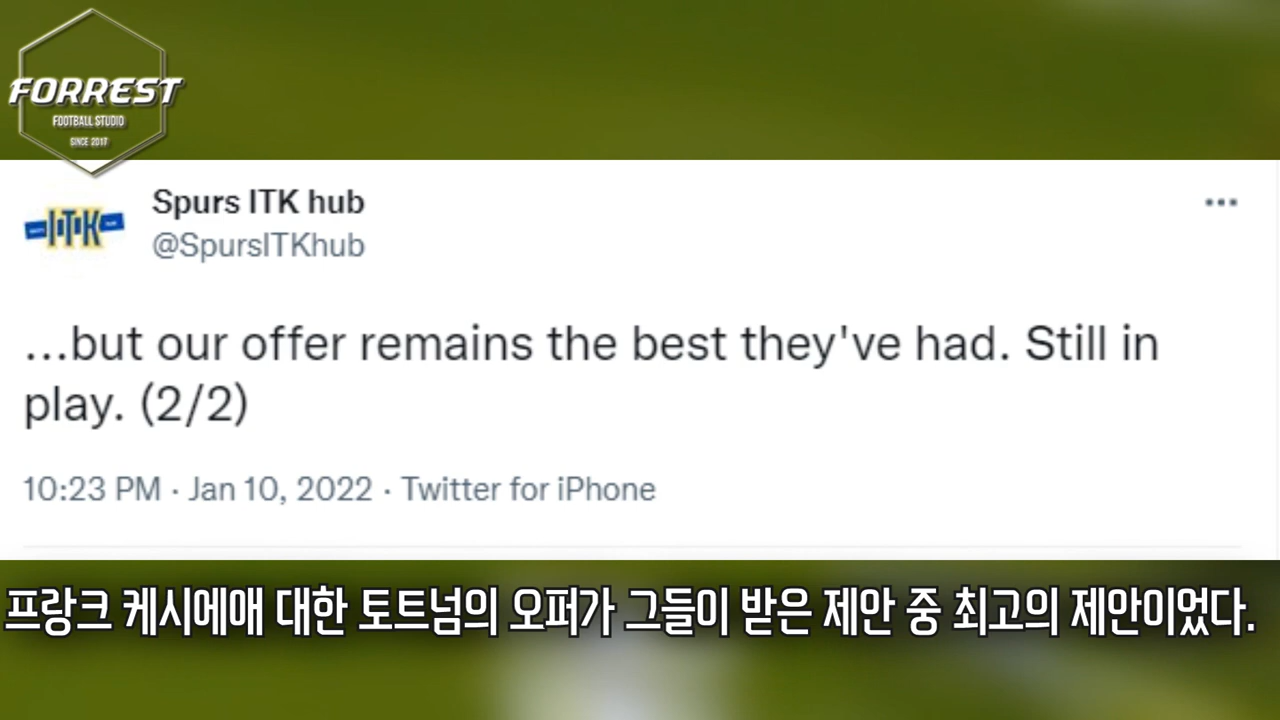 FORREST
FOOTBALL STUDIO
SINCE 2017
ITK
Spurs ITK hub
@SpursITKhub
...but our offer remains the best they've had. Still in
play. (2/2)
10:23 PM · Jan 10, 2022 · Twitter for iPhone
프랑크 케시에애 대한 토트넘의 오퍼가 그들이 받은 제안 중 최고의 제안이었다.